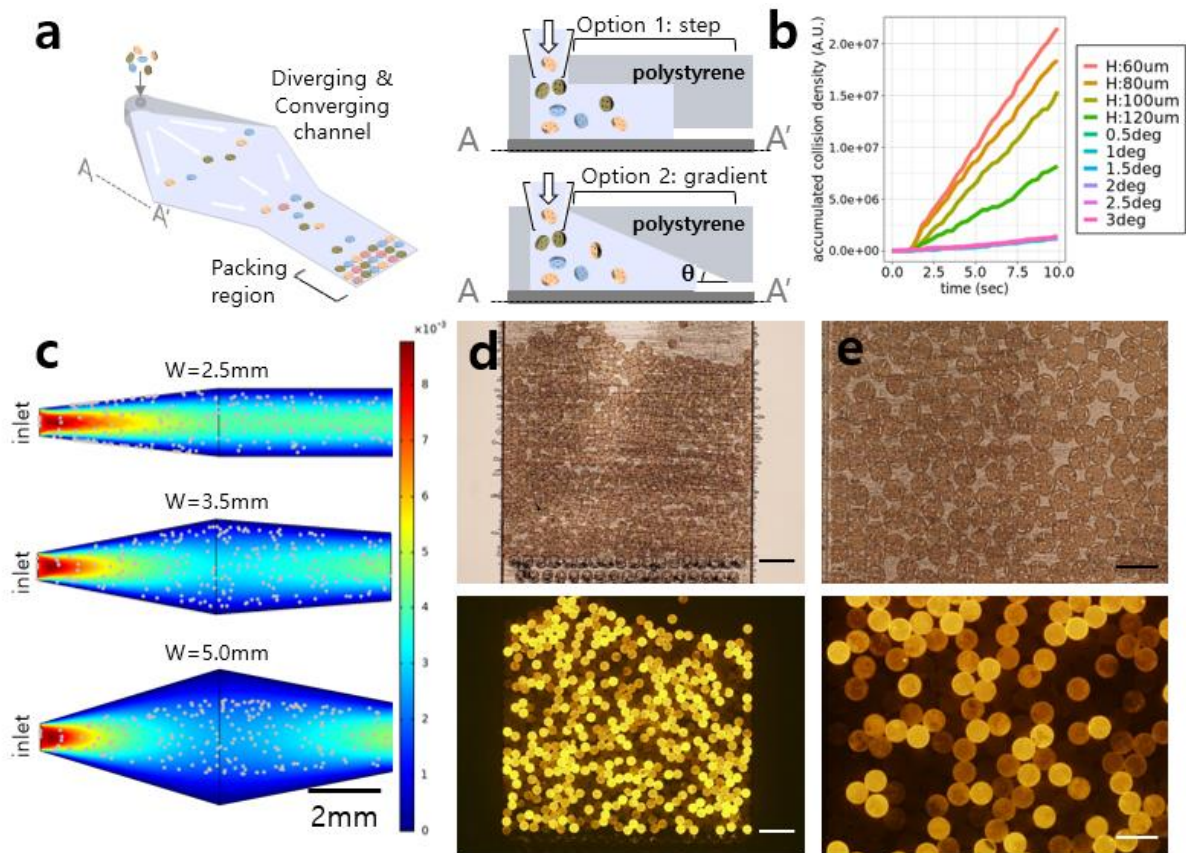 a
Diverging &
Converging
channel
A
A'
Packing
region
Option 1: step
polystyrene
A
A'
Option 2: gradient
polystyrene
θ
A
A'
b
accumulated collision density (A.U.)
2.0e+07
1.5e+07
1.0e+07
5.0e+06
0.0e+00
0.0
2.5
5.0
7.5
10.0
time (sec)
H:60um
H:80um
H:100um
H:120um
0.5deg
1deg
1.5deg
2deg
2.5deg
3deg
c
×10⁻³
W=2.5mm
inlet
W=3.5mm
inlet
W=5.0mm
inlet
2mm
8
7
6
5
4
3
2
1
0
d
e